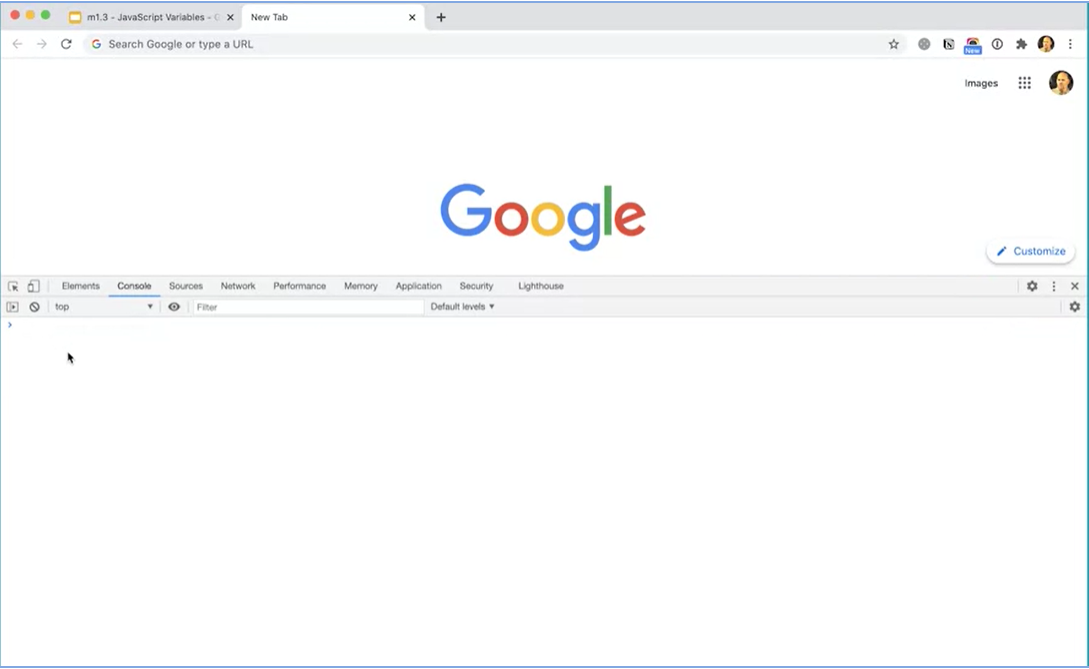 m1.3 - JavaScript Variables - G
New Tab
Search Google or type a URL
New
Images
Google
Customize
Elements Console Sources Network Performance Memory Application Security Lighthouse
top Filter Default levels